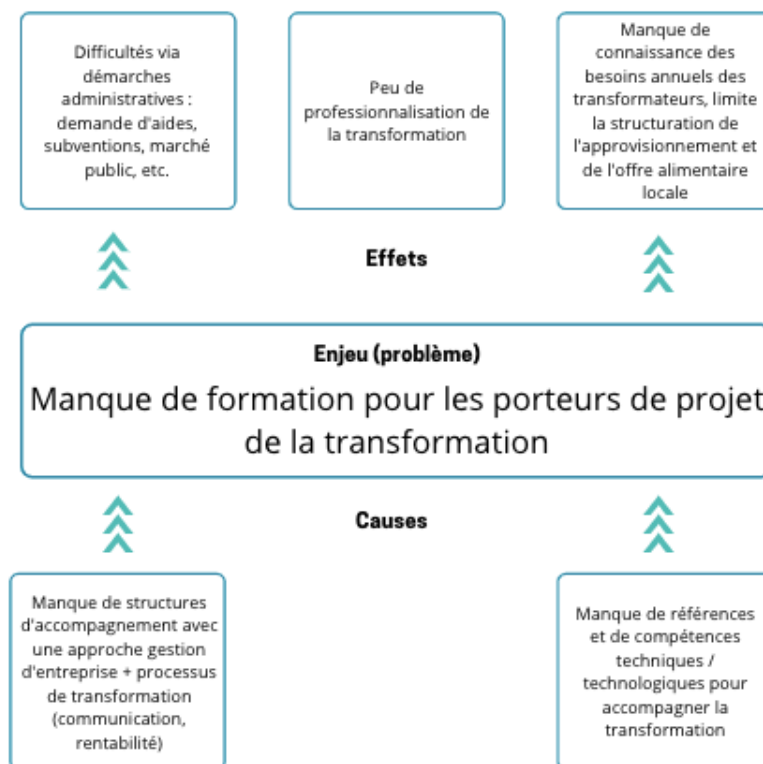 Difficultés via
démarches
administratives :
demande d'aides,
subventions, marché
public, etc.
Peu de
professionnalisation de
la transformation
Manque de
connaissance des
besoins annuels des
transformateurs, limite
la structuration de
l'approvisionnement et
de l'offre alimentaire
locale
Effets
Enjeu (problème)
Manque de formation pour les porteurs de projet
de la transformation
Causes
Manque de structures
d'accompagnement avec
une approche gestion
d'entreprise + processus
de transformation
(communication,
rentabilité)
Manque de références
et de compétences
techniques /
technologiques pour
accompagner la
transformation